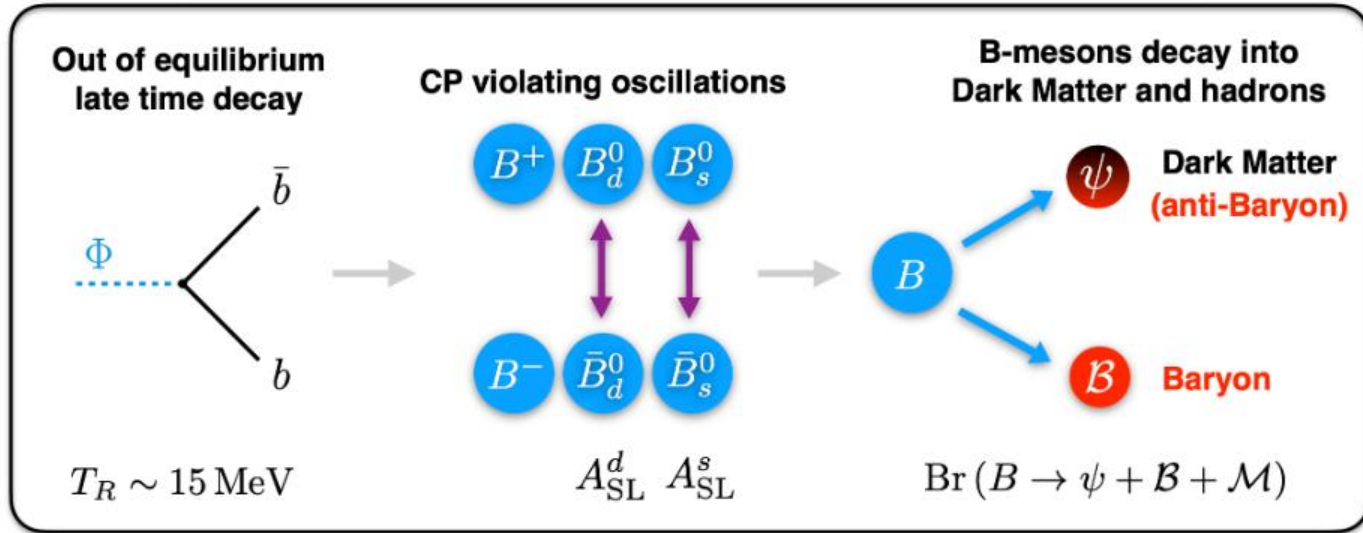 Out of equilibrium
late time decay
Φ
b̄
b
T_R ∼ 15 MeV
CP violating oscillations
B⁺ B⁰_d B⁰_s
B⁻ B̄⁰_d B̄⁰_s
A^d_SL A^s_SL
B-mesons decay into
Dark Matter and hadrons
B
ψ Dark Matter
(anti-Baryon)
ℬ Baryon
Br (B → ψ + ℬ + ℳ)